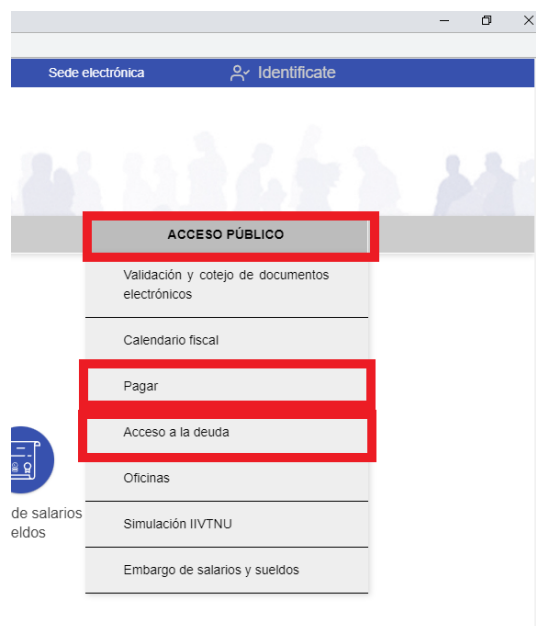 Sede electrónica
Identificate
ACCESO PÚBLICO
Validación y cotejo de documentos
electrónicos
Calendario fiscal
Pagar
Acceso a la deuda
Oficinas
de salarios
eldos
Simulación IIVTNU
Embargo de salarios y sueldos